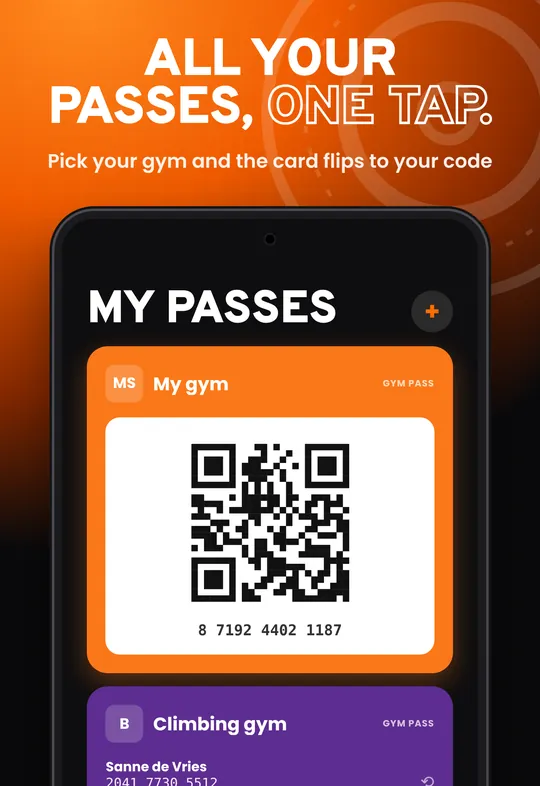 ALL YOUR
PASSES, ONE TAP.
Pick your gym and the card flips to your code
MY PASSES
+
MS My gym GYM PASS
8 7192 4402 1187
B Climbing gym GYM PASS
Sanne de Vries
2041 7730 5512